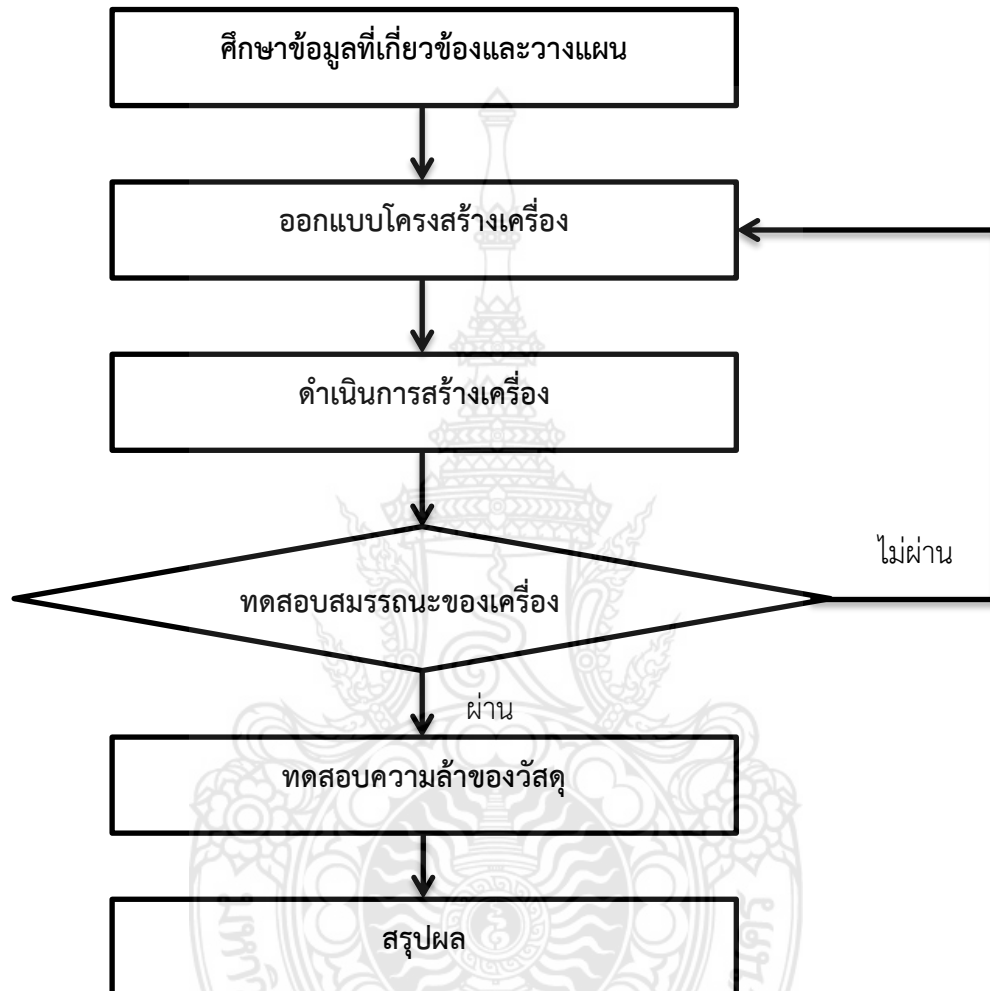 ศึกษาข้อมูลที่เกี่ยวข้องและวางแผน
ออกแบบโครงสร้างเครื่อง
ดำเนินการสร้างเครื่อง
ไม่ผ่าน
ทดสอบสมรรถนะของเครื่อง
ผ่าน
ทดสอบความล้าของวัสดุ
สรุปผล